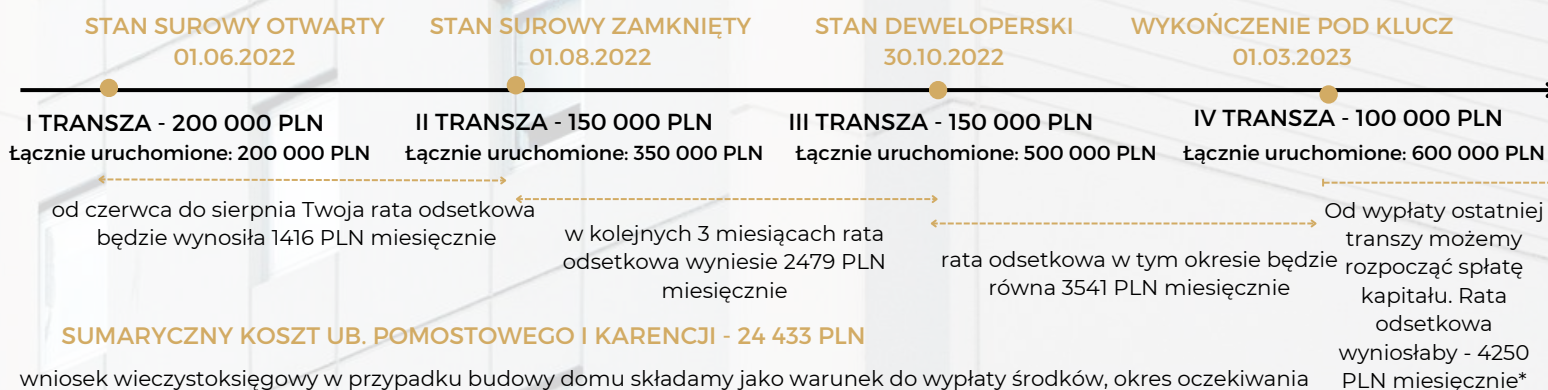 STAN SUROWY OTWARTY
01.06.2022
STAN SUROWY ZAMKNIĘTY
01.08.2022
STAN DEWELOPERSKI
30.10.2022
WYKOŃCZENIE POD KLUCZ
01.03.2023
I TRANSZA - 200 000 PLN
Łącznie uruchomione: 200 000 PLN
II TRANSZA - 150 000 PLN
Łącznie uruchomione: 350 000 PLN
III TRANSZA - 150 000 PLN
Łącznie uruchomione: 500 000 PLN
IV TRANSZA - 100 000 PLN
Łącznie uruchomione: 600 000 PLN
od czerwca do sierpnia Twoja rata odsetkowa
będzie wynosiła 1416 PLN miesięcznie
w kolejnych 3 miesiącach rata
odsetkowa wyniesie 2479 PLN
miesięcznie
rata odsetkowa w tym okresie będzie
równa 3541 PLN miesięcznie
Od wypłaty ostatniej
transzy możemy
rozpocząć spłatę
kapitału. Rata
odsetkowa
wyniosłaby - 4250
PLN miesięcznie*
SUMARYCZNY KOSZT UB. POMOSTOWEGO I KARENCJI - 24 433 PLN
wniosek wieczystoksięgowy w przypadku budowy domu składamy jako warunek do wypłaty środków, okres oczekiwania